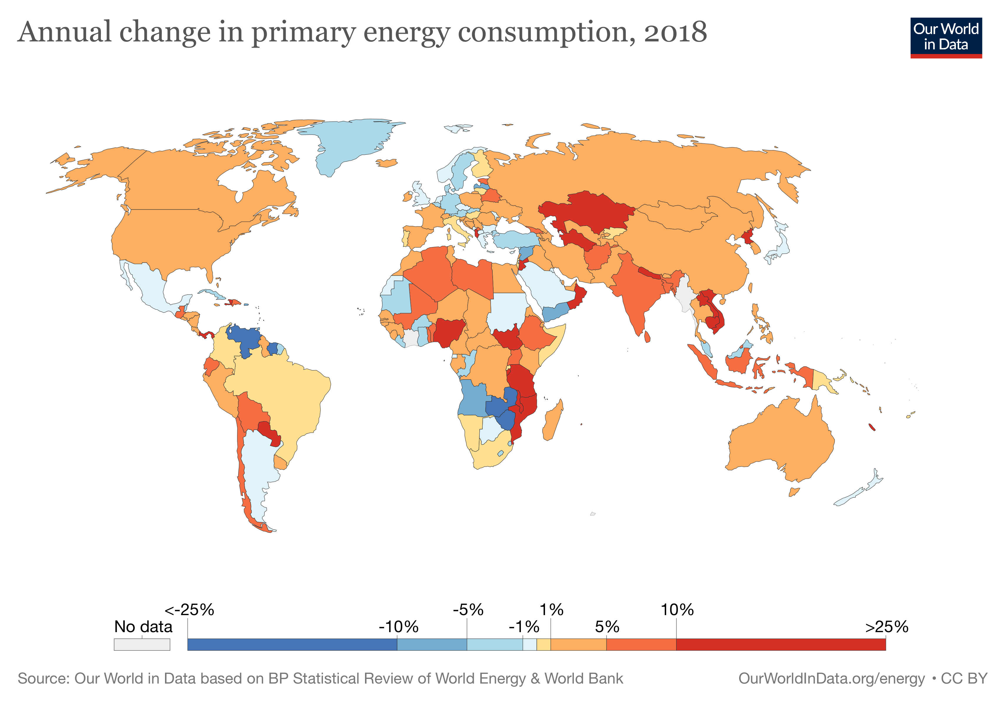 Annual change in primary energy consumption, 2018
Our World
in Data
<-25%
-5%
1%
10%
No data
-10%
-1%
5%
>25%
Source: Our World in Data based on BP Statistical Review of World Energy & World Bank
OurWorldInData.org/energy • CC BY